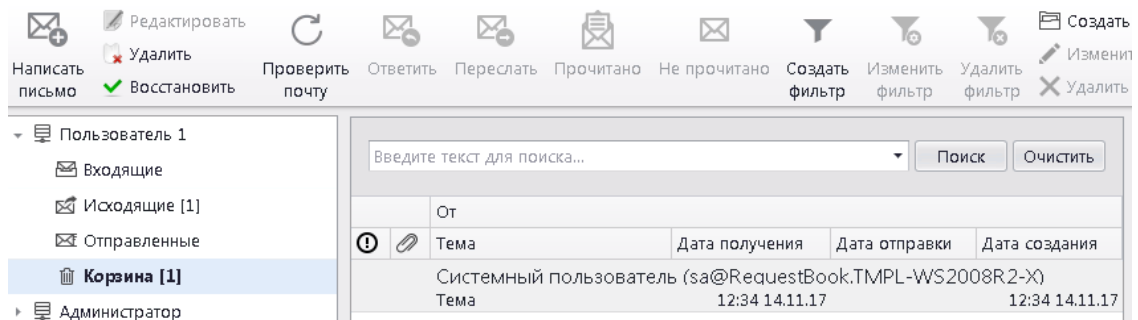 Написать письмо
Редактировать
Удалить
Восстановить
Проверить почту
Ответить
Переслать
Прочитано
Не прочитано
Создать фильтр
Изменить фильтр
Удалить фильтр
Создать
Изменит
Удалить
Пользователь 1
Входящие
Исходящие [1]
Отправленные
Корзина [1]
Администратор
Введите текст для поиска...
Поиск
Очистить
От
Тема
Дата получения
Дата отправки
Дата создания
Системный пользователь (sa@RequestBook.TMPL-WS2008R2-X)
Тема
12:34 14.11.17
12:34 14.11.17